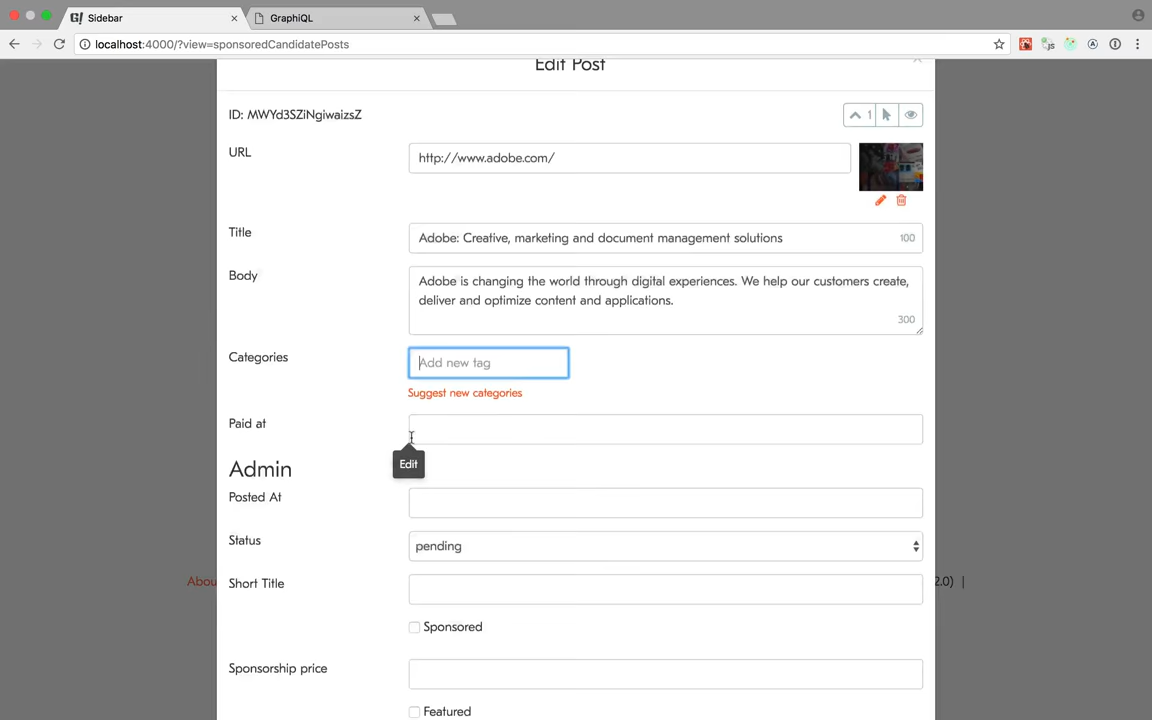 Sidebar
GraphiQL
localhost:4000/?view=sponsoredCandidatePosts
Edit Post
ID: MWYd3SZiNgiwaizsZ
1
URL
http://www.adobe.com/
Title
Adobe: Creative, marketing and document management solutions
100
Body
Adobe is changing the world through digital experiences. We help our customers create,
deliver and optimize content and applications.
300
Categories
Add new tag
Suggest new categories
Paid at
Edit
Admin
Posted At
Status
pending
Abou
2.0) |
Short Title
Sponsored
Sponsorship price
Featured